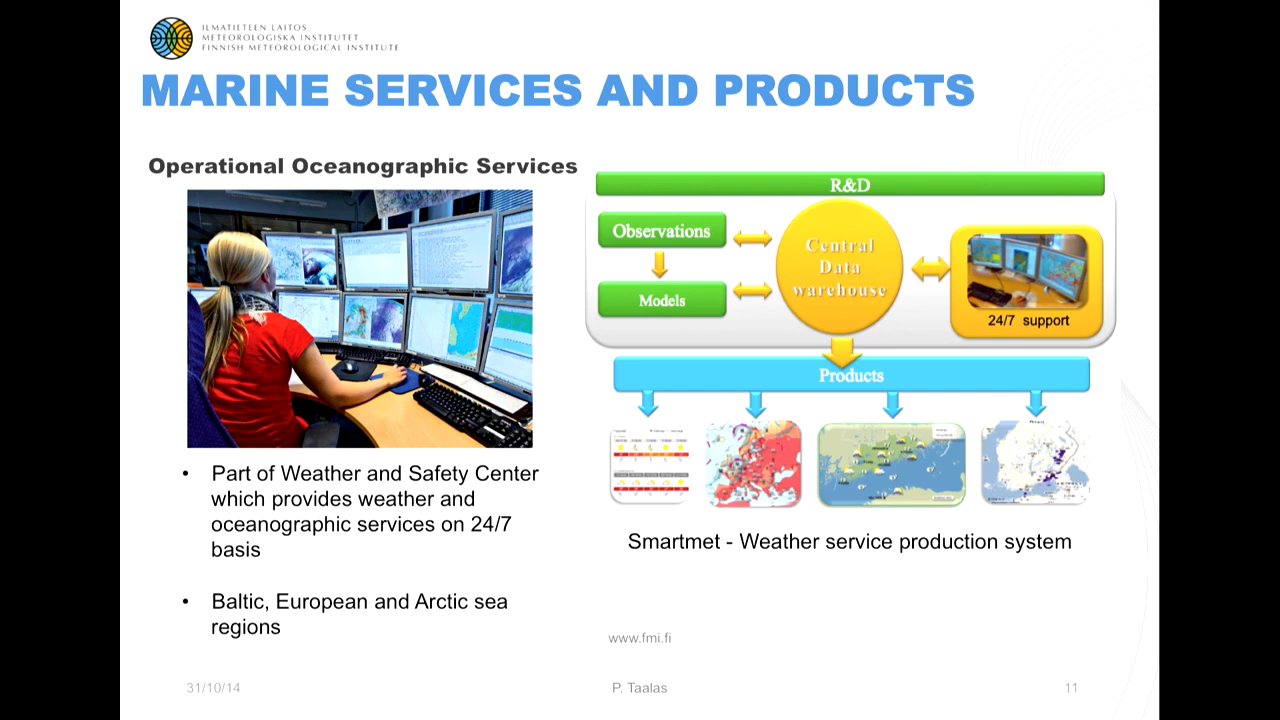 ILMATIETEEN LAITOS
METEOROLOGISKA INSTITUTET
FINNISH METEOROLOGICAL INSTITUTE
MARINE SERVICES AND PRODUCTS
Operational Oceanographic Services
R&D
Observations
Models
Central
Data
warehouse
24/7 support
Products
Smartmet - Weather service production system
• Part of Weather and Safety Center
which provides weather and
oceanographic services on 24/7
basis
• Baltic, European and Arctic sea
regions
www.fmi.fi
31/10/14
P. Taalas
11